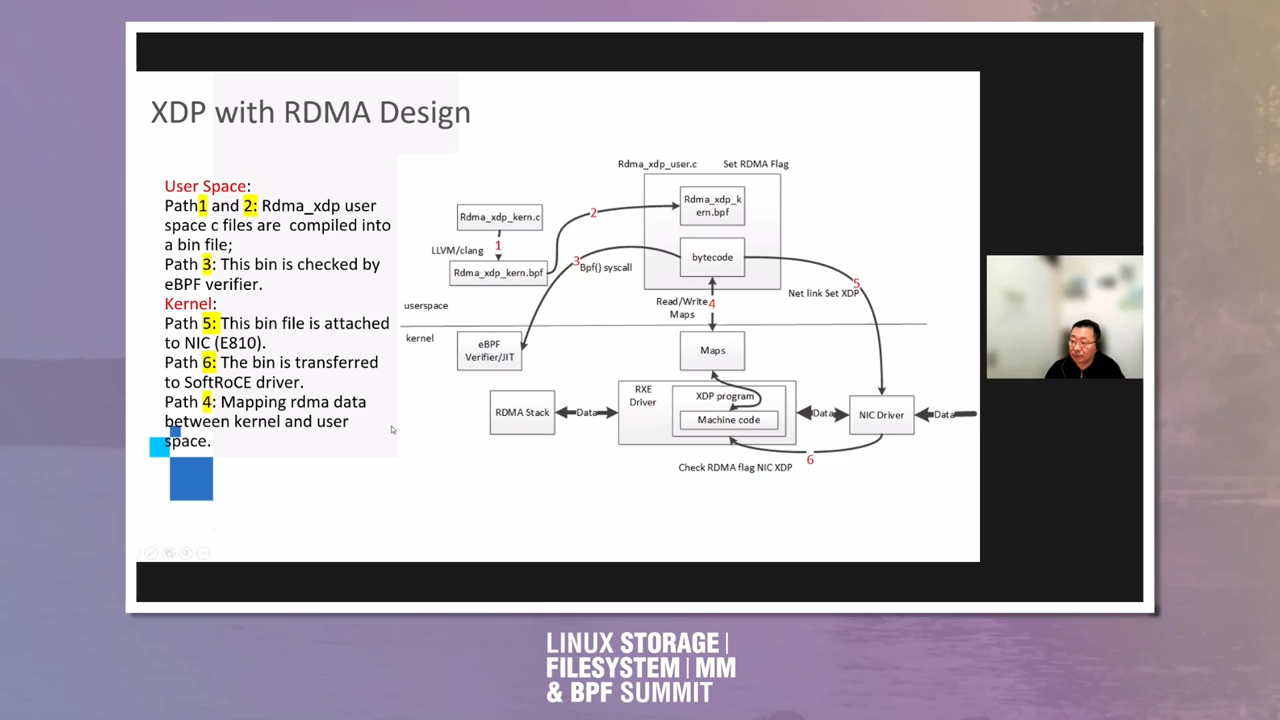 XDP with RDMA Design
User Space:
Path1 and 2: Rdma_xdp user
space c files are compiled into
a bin file;
Path 3: This bin is checked by
eBPF verifier.
Kernel:
Path 5: This bin file is attached
to NIC (E810).
Path 6: The bin is transferred
to SoftRoCE driver.
Path 4: Mapping rdma data
between kernel and user
space.
Rdma_xdp_user.c
Set RDMA Flag
Rdma_xdp_kern.c
2
Rdma_xdp_k
ern.bpf
LLVM/clang
1
Rdma_xdp_kern.bpf
3
Bpf() syscall
bytecode
5
Net link Set XDP
Read/Write
Maps
4
userspace
kernel
eBPF
Verifier/JIT
Maps
RDMA Stack
Data
RXE
Driver
XDP program
Machine code
Data
NIC Driver
Data
6
Check RDMA flag NIC XDP
LINUX STORAGE |
FILESYSTEM | MM
& BPF SUMMIT